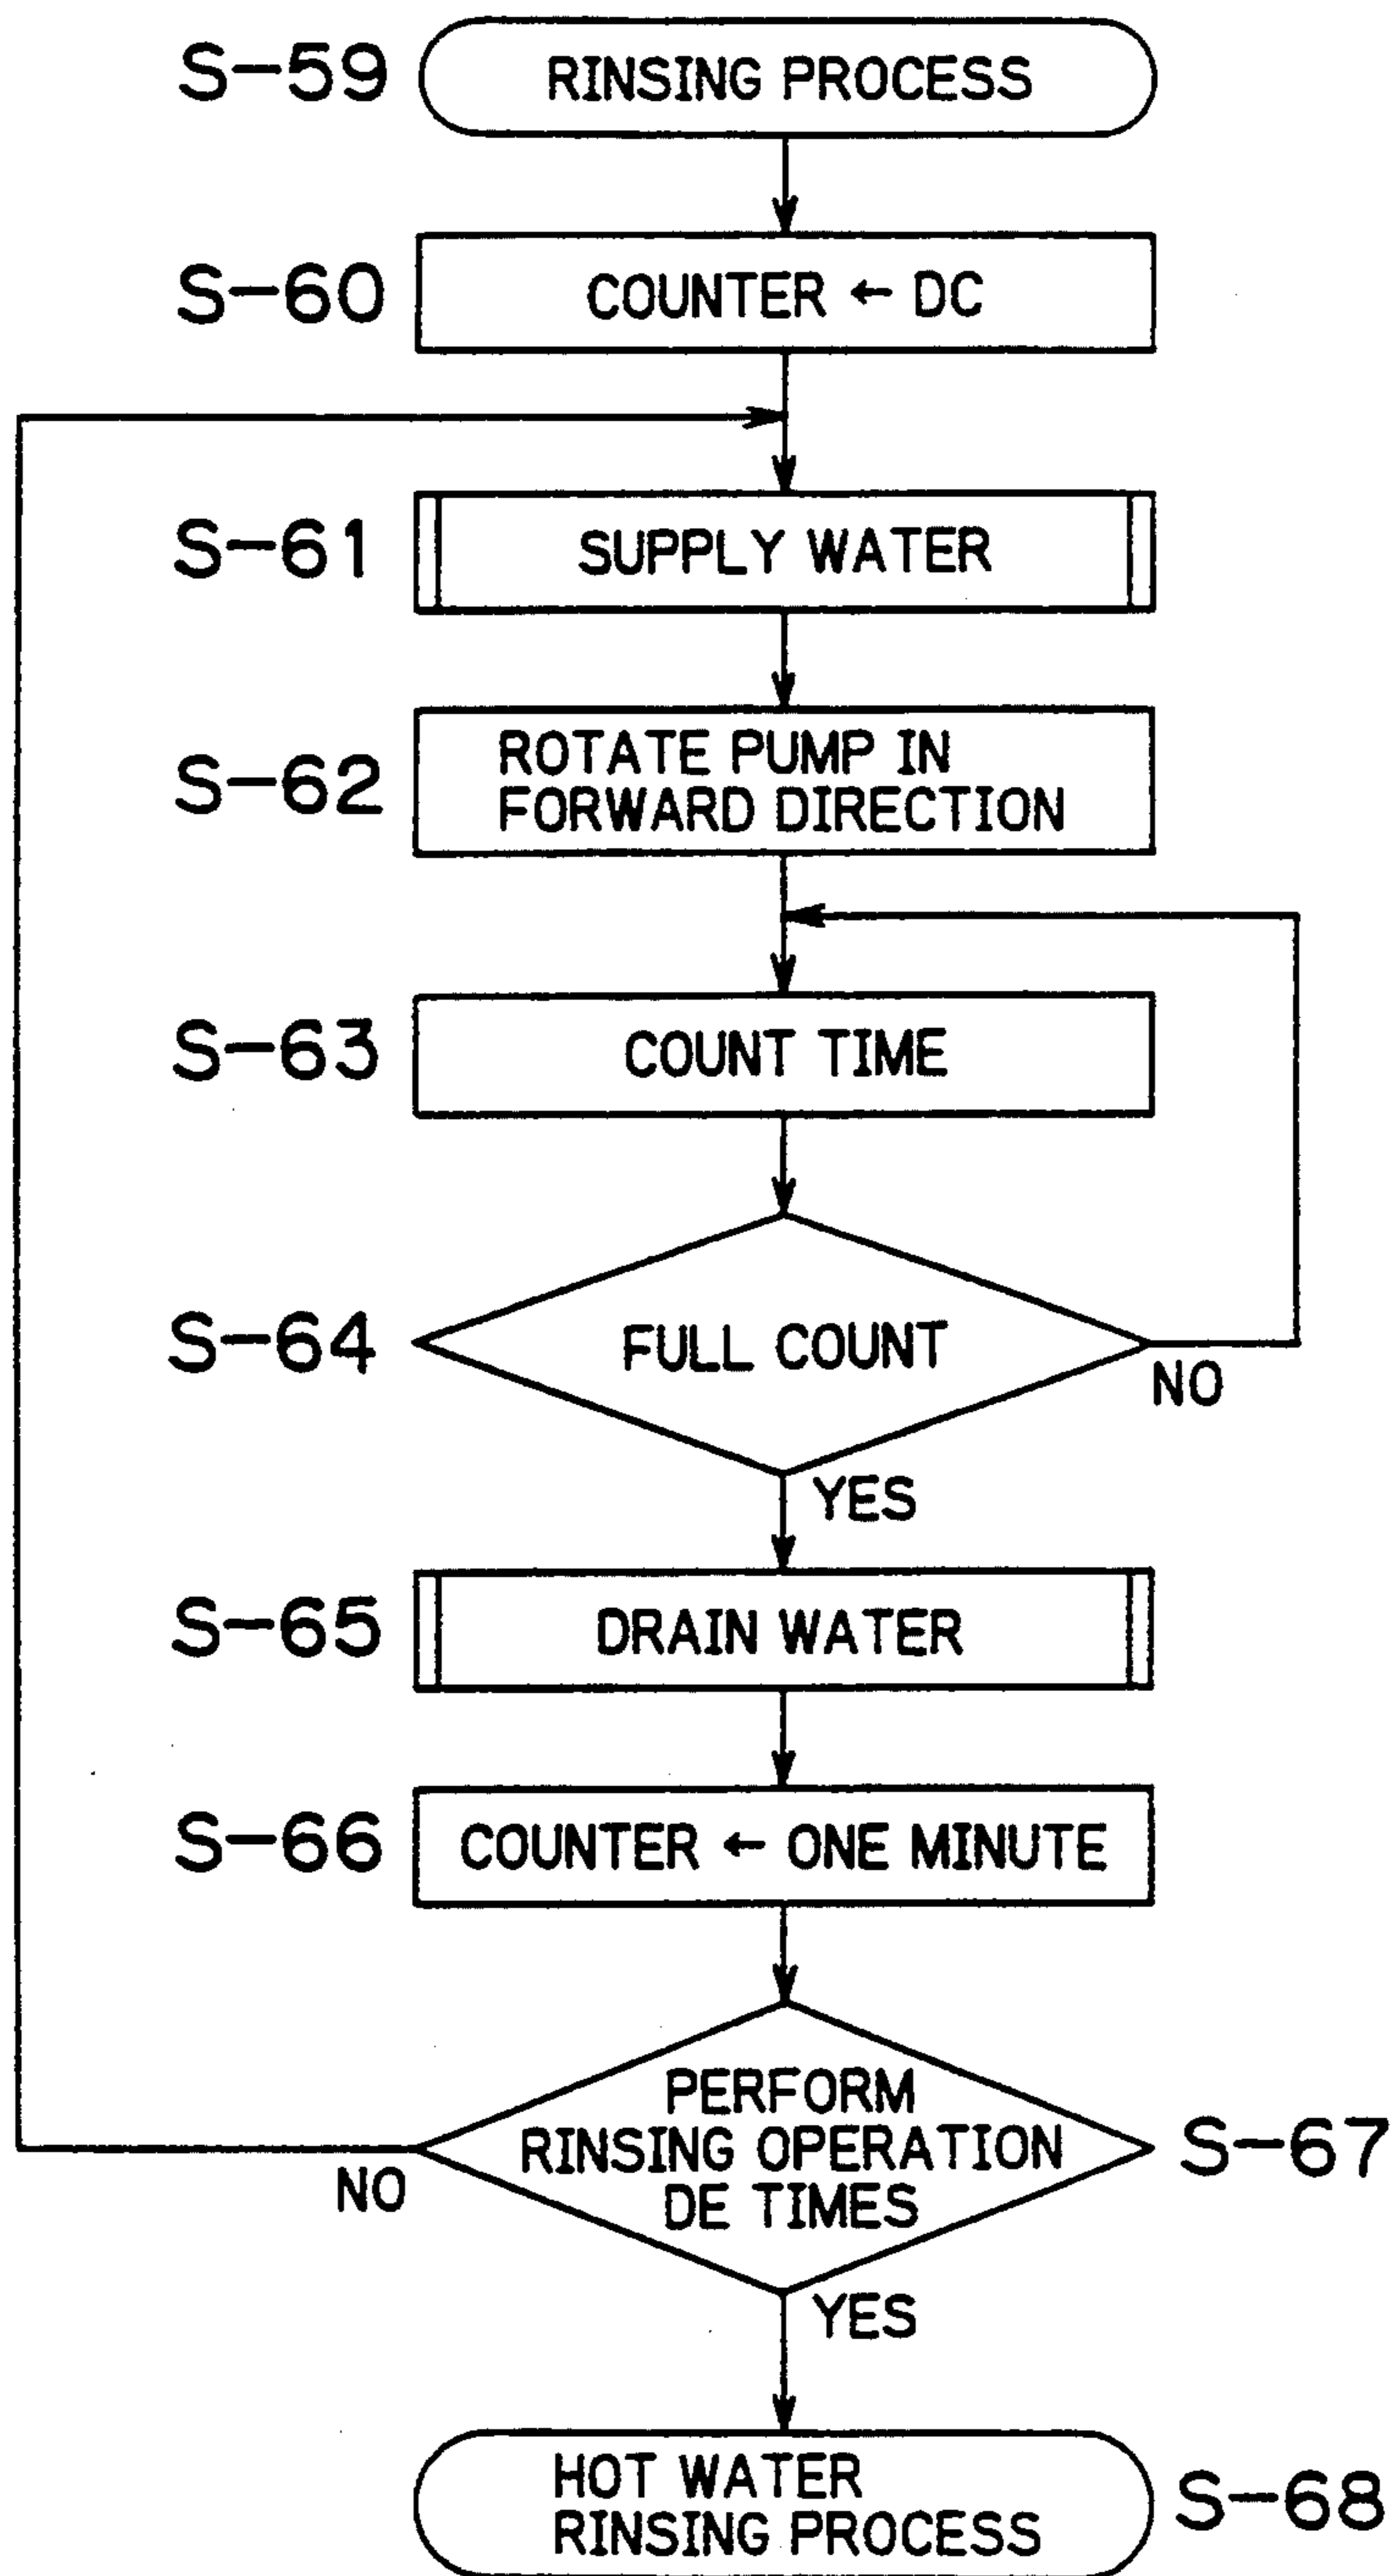 S-59 RINSING PROCESS
S-60 COUNTER ← DC
S-61 SUPPLY WATER
S-62 ROTATE PUMP IN
FORWARD DIRECTION
S-63 COUNT TIME
S-64 FULL COUNT
NO
YES
S-65 DRAIN WATER
S-66 COUNTER ← ONE MINUTE
PERFORM
RINSING OPERATION S-67
DE TIMES
NO
YES
HOT WATER
RINSING PROCESS S-68